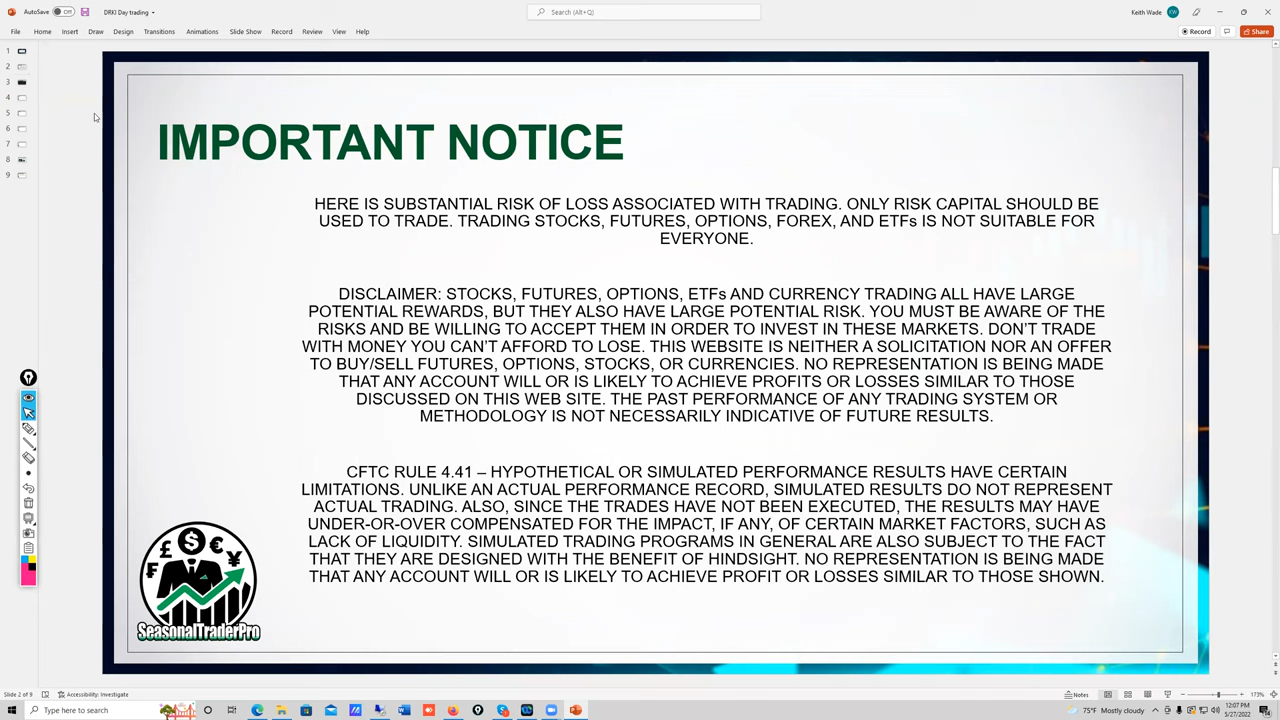 AutoSave Off DRKI Day trading Search (Alt+Q) Keith Wade KW
File Home Insert Draw Design Transitions Animations Slide Show Record Review View Help Record Share
1
2
3
4
5
6
7
8
9
IMPORTANT NOTICE
HERE IS SUBSTANTIAL RISK OF LOSS ASSOCIATED WITH TRADING. ONLY RISK CAPITAL SHOULD BE
USED TO TRADE. TRADING STOCKS, FUTURES, OPTIONS, FOREX, AND ETFs IS NOT SUITABLE FOR
EVERYONE.
DISCLAIMER: STOCKS, FUTURES, OPTIONS, ETFs AND CURRENCY TRADING ALL HAVE LARGE
POTENTIAL REWARDS, BUT THEY ALSO HAVE LARGE POTENTIAL RISK. YOU MUST BE AWARE OF THE
RISKS AND BE WILLING TO ACCEPT THEM IN ORDER TO INVEST IN THESE MARKETS. DON'T TRADE
WITH MONEY YOU CAN'T AFFORD TO LOSE. THIS WEBSITE IS NEITHER A SOLICITATION NOR AN OFFER
TO BUY/SELL FUTURES, OPTIONS, STOCKS, OR CURRENCIES. NO REPRESENTATION IS BEING MADE
THAT ANY ACCOUNT WILL OR IS LIKELY TO ACHIEVE PROFITS OR LOSSES SIMILAR TO THOSE
DISCUSSED ON THIS WEB SITE. THE PAST PERFORMANCE OF ANY TRADING SYSTEM OR
METHODOLOGY IS NOT NECESSARILY INDICATIVE OF FUTURE RESULTS.
CFTC RULE 4.41 – HYPOTHETICAL OR SIMULATED PERFORMANCE RESULTS HAVE CERTAIN
LIMITATIONS. UNLIKE AN ACTUAL PERFORMANCE RECORD, SIMULATED RESULTS DO NOT REPRESENT
ACTUAL TRADING. ALSO, SINCE THE TRADES HAVE NOT BEEN EXECUTED, THE RESULTS MAY HAVE
UNDER-OR-OVER COMPENSATED FOR THE IMPACT, IF ANY, OF CERTAIN MARKET FACTORS, SUCH AS
LACK OF LIQUIDITY. SIMULATED TRADING PROGRAMS IN GENERAL ARE ALSO SUBJECT TO THE FACT
THAT THEY ARE DESIGNED WITH THE BENEFIT OF HINDSIGHT. NO REPRESENTATION IS BEING MADE
THAT ANY ACCOUNT WILL OR IS LIKELY TO ACHIEVE PROFIT OR LOSSES SIMILAR TO THOSE SHOWN.
₣ £ $ € ¥
SeasonalTraderPro
Slide 2 of 9 Accessibility: Investigate Notes 173%
Type here to search 75°F Mostly cloudy 12:07 PM
5/27/2022